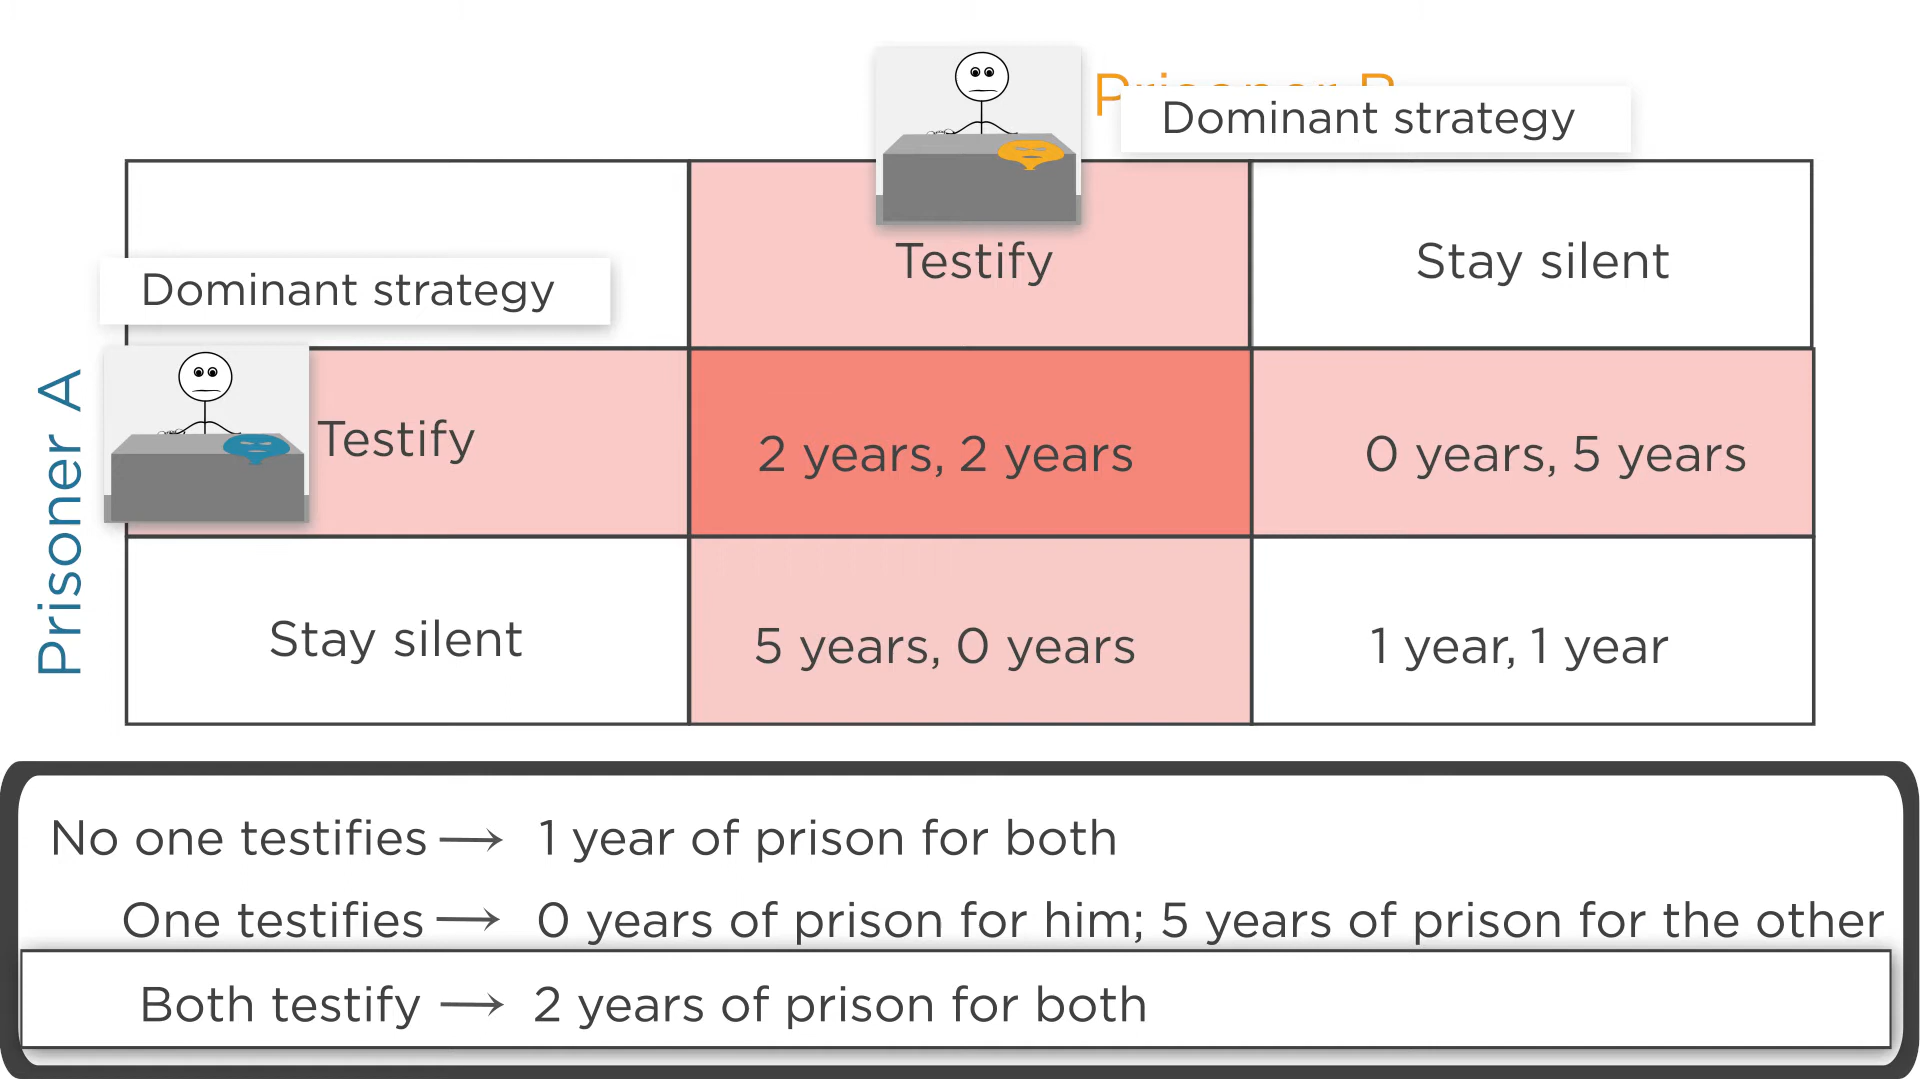 Dominant strategy
Testify
Stay silent
Dominant strategy
Prisoner A
Testify
2 years, 2 years
0 years, 5 years
Stay silent
5 years, 0 years
1 year, 1 year
No one testifies → 1 year of prison for both
One testifies → 0 years of prison for him; 5 years of prison for the other
Both testify → 2 years of prison for both